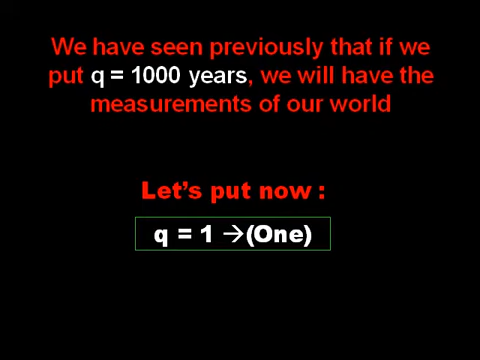 We have seen previously that if we
put q = 1000 years, we will have the
measurements of our world
Let's put now :
q = 1 →(One)